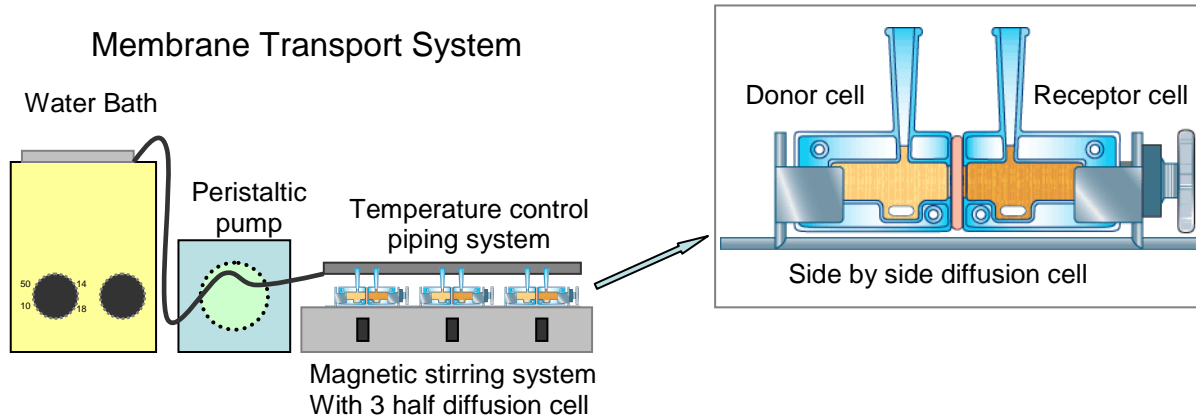 Membrane Transport System
Water Bath
Peristaltic
pump
Temperature control
piping system
50
14
10
18
Magnetic stirring system
With 3 half diffusion cell
Donor cell
Receptor cell
Side by side diffusion cell